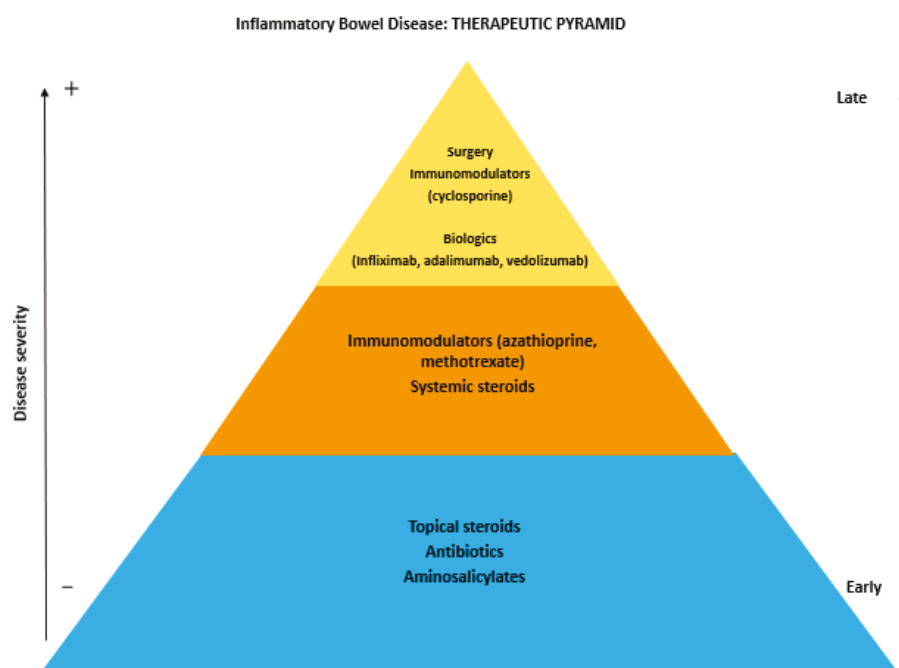 Inflammatory Bowel Disease: THERAPEUTIC PYRAMID
+
Late
Surgery
Immunomodulators
(cyclosporine)
Biologics
(Infliximab, adalimumab, vedolizumab)
Disease severity
Immunomodulators (azathioprine,
methotrexate)
Systemic steroids
Topical steroids
Antibiotics
Aminosalicylates
–
Early